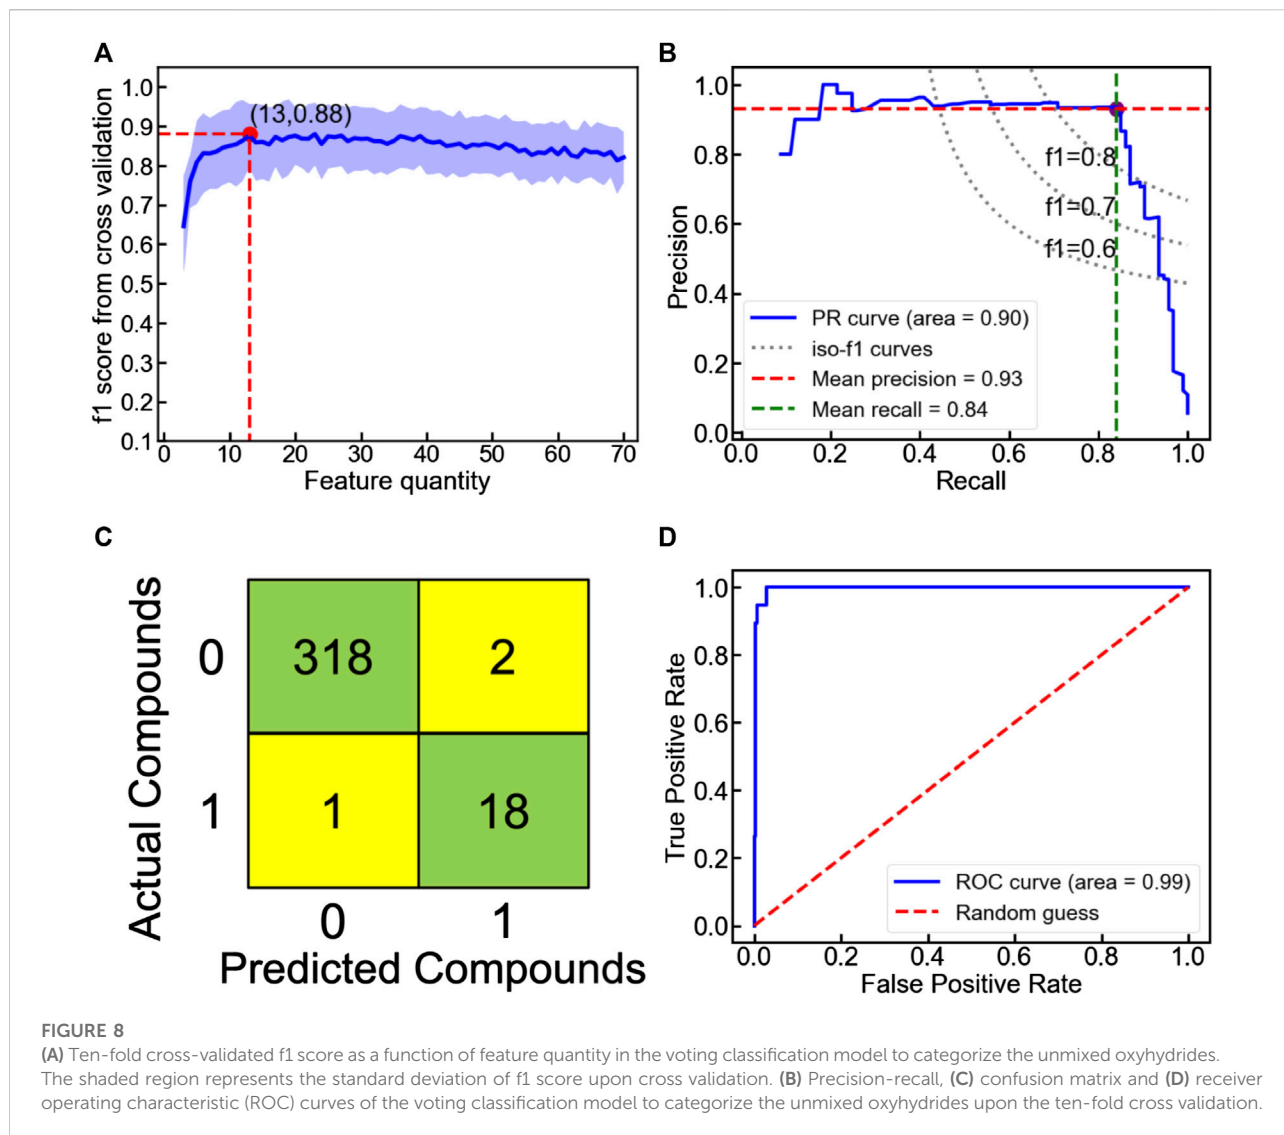 A
f1 score from cross validation
1.0
0.9
0.8
0.7
0.6
0.5
0.4
0.3
0.2
0.1
(13,0.88)
0 10 20 30 40 50 60 70
Feature quantity
B
Precision
1.0
0.8
0.6
0.4
0.2
0.0
f1=0.8
f1=0.7
f1=0.6
PR curve (area = 0.90)
iso-f1 curves
Mean precision = 0.93
Mean recall = 0.84
0.0 0.2 0.4 0.6 0.8 1.0
Recall
C
Actual Compounds
0 318 2
1 1 18
0 1
Predicted Compounds
D
True Positive Rate
1.0
0.8
0.6
0.4
0.2
0.0
ROC curve (area = 0.99)
Random guess
0.0 0.2 0.4 0.6 0.8 1.0
False Positive Rate
FIGURE 8
(A) Ten-fold cross-validated f1 score as a function of feature quantity in the voting classification model to categorize the unmixed oxyhydrides.
The shaded region represents the standard deviation of f1 score upon cross validation. (B) Precision-recall, (C) confusion matrix and (D) receiver
operating characteristic (ROC) curves of the voting classification model to categorize the unmixed oxyhydrides upon the ten-fold cross validation.